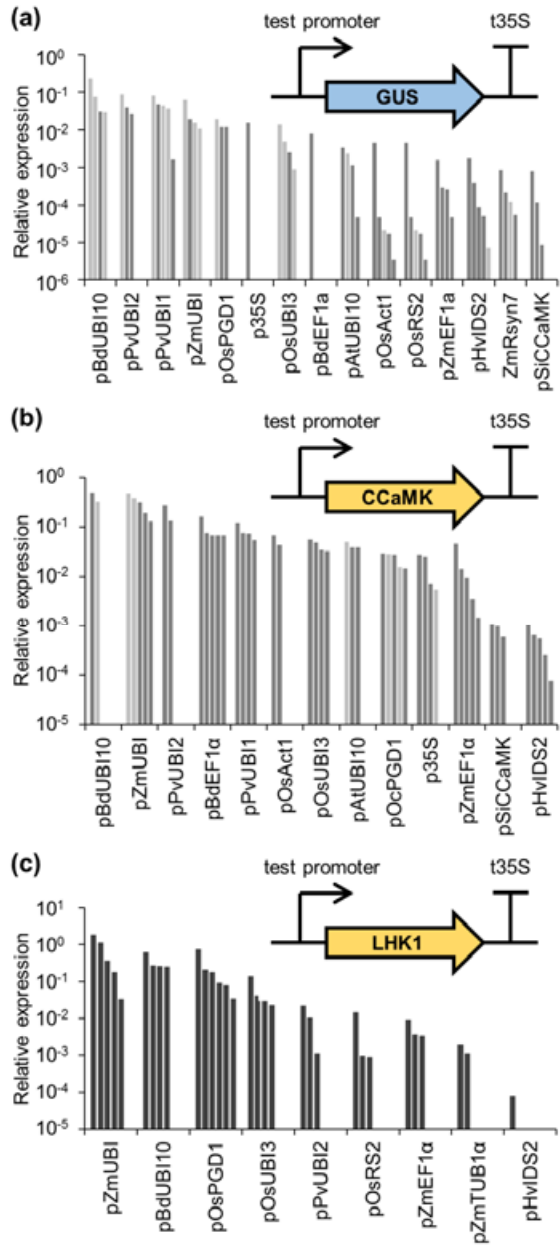 (a)
test promoter
t35S
GUS
Relative expression
10^0
10^-1
10^-2
10^-3
10^-4
10^-5
10^-6
pBdUBI10
pPvUBI2
pPvUBI1
pZmUBI
pOsPGD1
p35S
pOsUBI3
pBdEF1a
pAtUBI10
pOsAct1
pOsRS2
pZmEF1a
pHvIDS2
ZmRsyn7
pSiCCaMK
(b)
test promoter
t35S
CCaMK
Relative expression
10^0
10^-1
10^-2
10^-3
10^-4
10^-5
pBdUBI10
pZmUBI
pPvUBI2
pBdEF1α
pPvUBI1
pOsAct1
pOsUBI3
pAtUBI10
pOcPGD1
p35S
pZmEF1α
pSiCCaMK
pHvIDS2
(c)
test promoter
t35S
LHK1
Relative expression
10^1
10^0
10^-1
10^-2
10^-3
10^-4
10^-5
pZmUBI
pBdUBI10
pOsPGD1
pOsUBI3
pPvUBI2
pOsRS2
pZmEF1α
pZmTUB1α
pHvIDS2